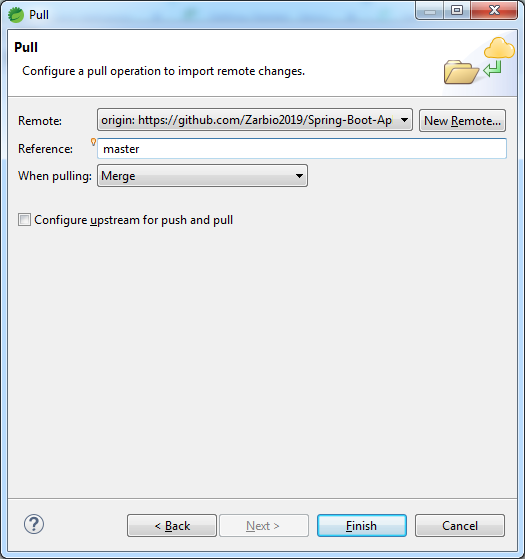 Pull
Pull
Configure a pull operation to import remote changes.
Remote: origin: https://github.com/Zarbio2019/Spring-Boot-Ap New Remote...
Reference: master
When pulling: Merge
Configure upstream for push and pull
? < Back Next > Finish Cancel